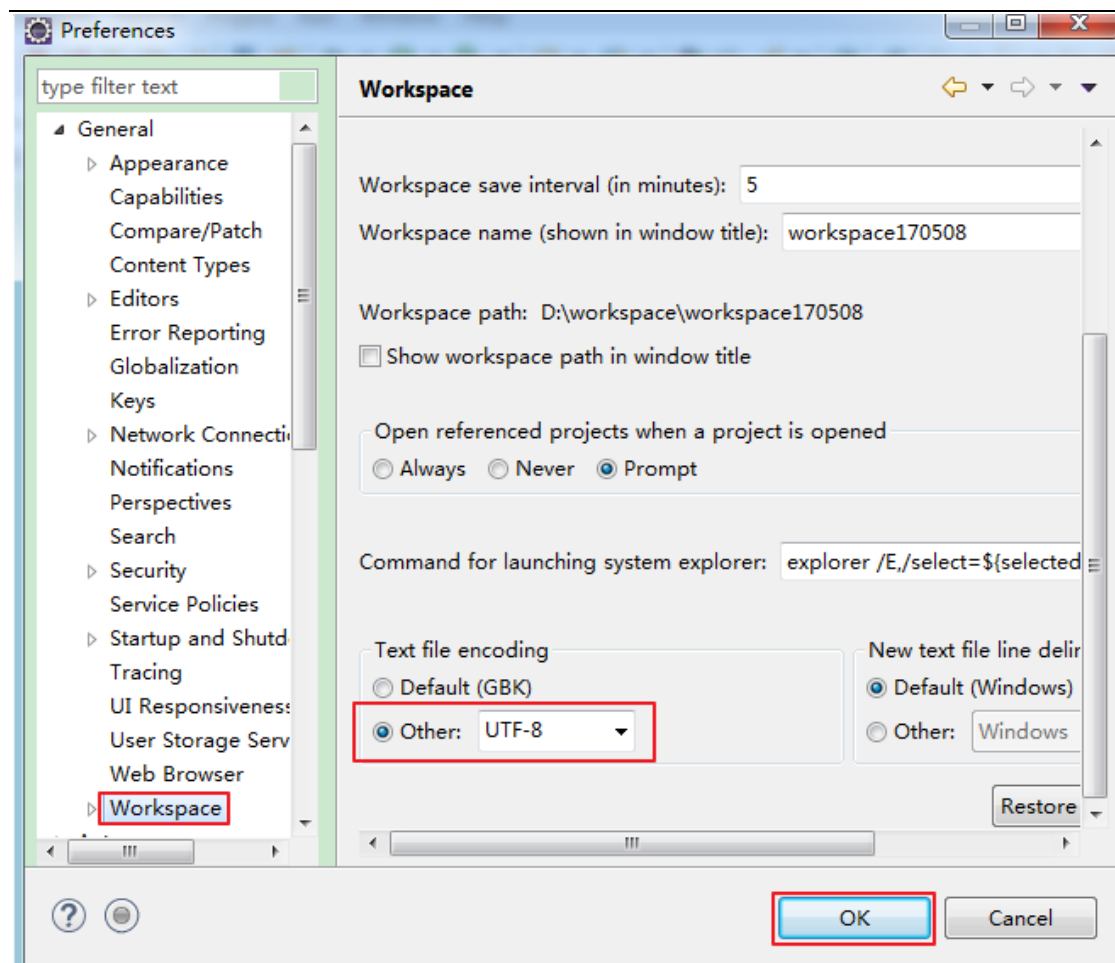 Preferences
type filter text
General
Appearance
Capabilities
Compare/Patch
Content Types
Editors
Error Reporting
Globalization
Keys
Network Connecti
Notifications
Perspectives
Search
Security
Service Policies
Startup and Shutd
Tracing
UI Responsiveness
User Storage Serv
Web Browser
Workspace
Workspace
Workspace save interval (in minutes): 5
Workspace name (shown in window title): workspace170508
Workspace path: D:\workspace\workspace170508
Show workspace path in window title
Open referenced projects when a project is opened
Always Never Prompt
Command for launching system explorer: explorer /E,/select=${selected
Text file encoding
Default (GBK)
Other: UTF-8
New text file line delin
Default (Windows)
Other: Windows
Restore
OK Cancel